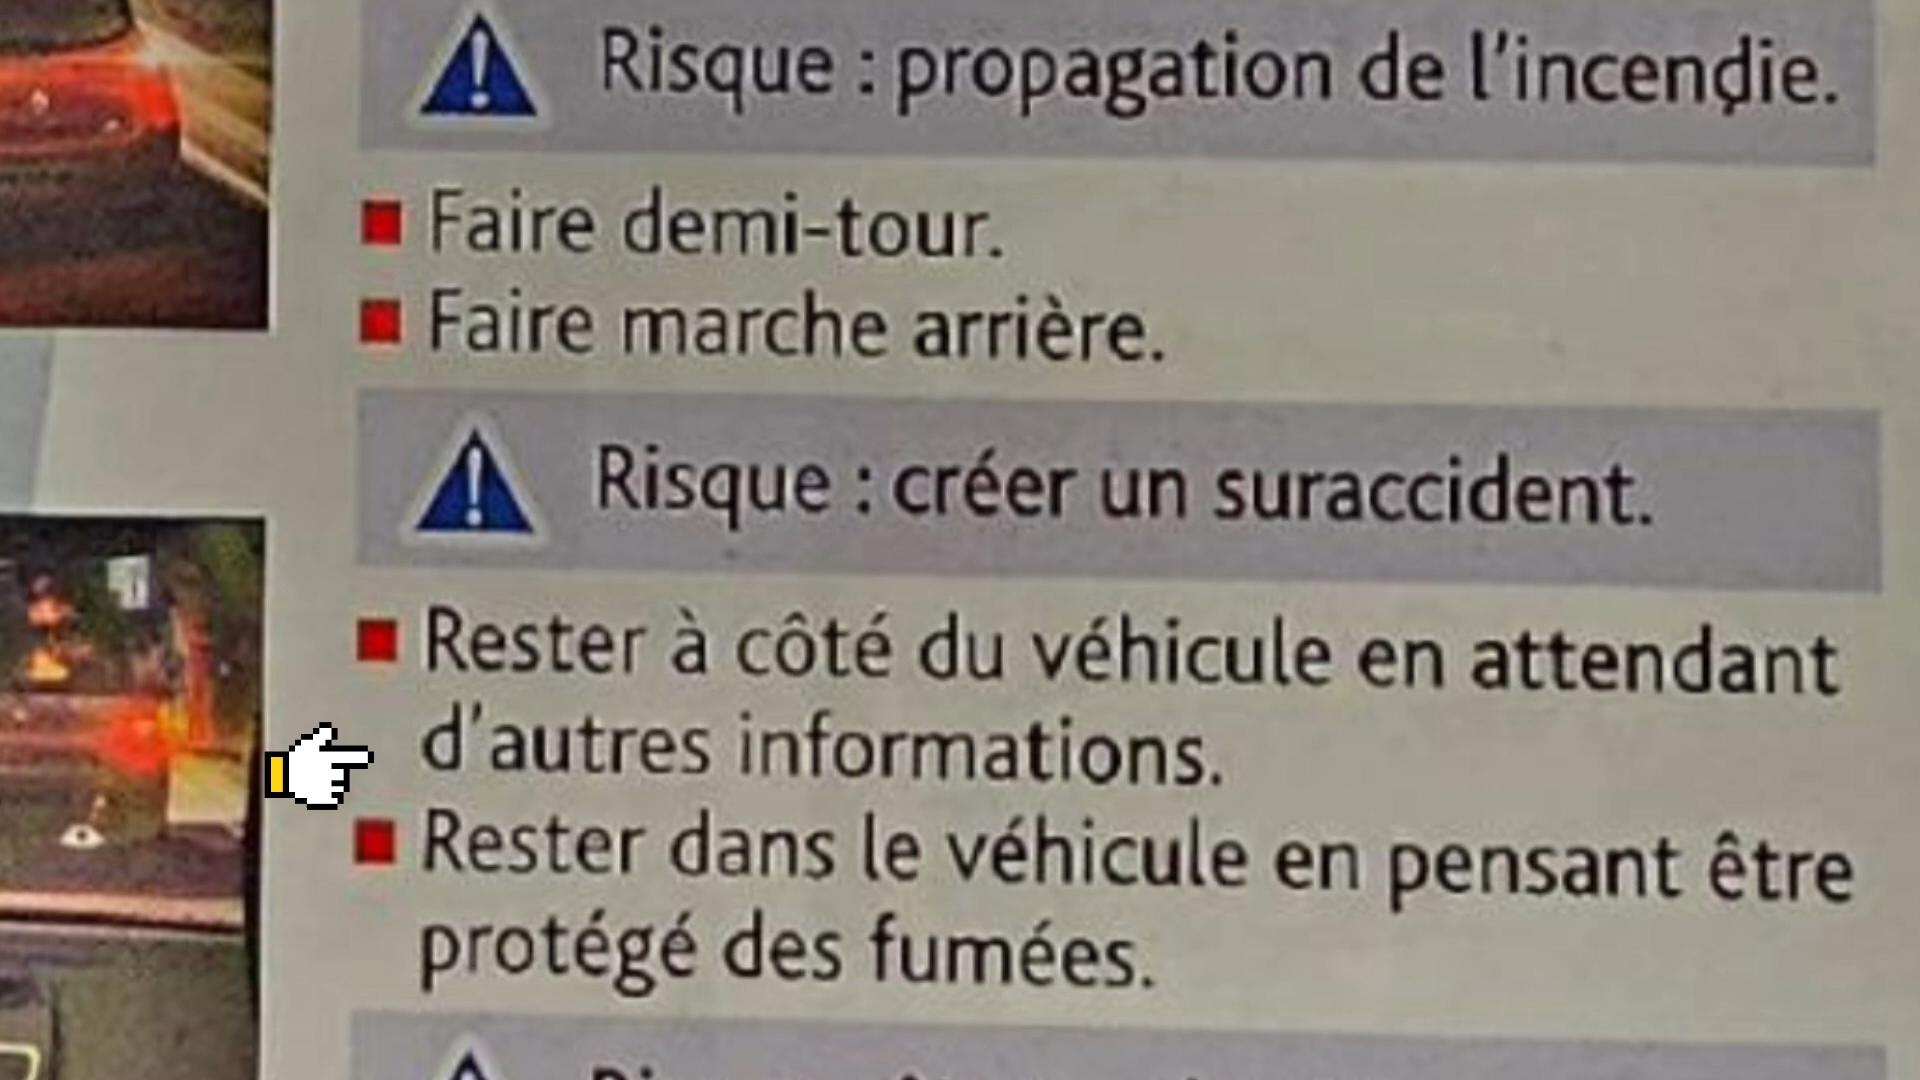 Risque : propagation de l'incendie.
Faire demi-tour.
Faire marche arrière.
Risque : créer un suraccident.
Rester à côté du véhicule en attendant
d'autres informations.
Rester dans le véhicule en pensant être
protégé des fumées.